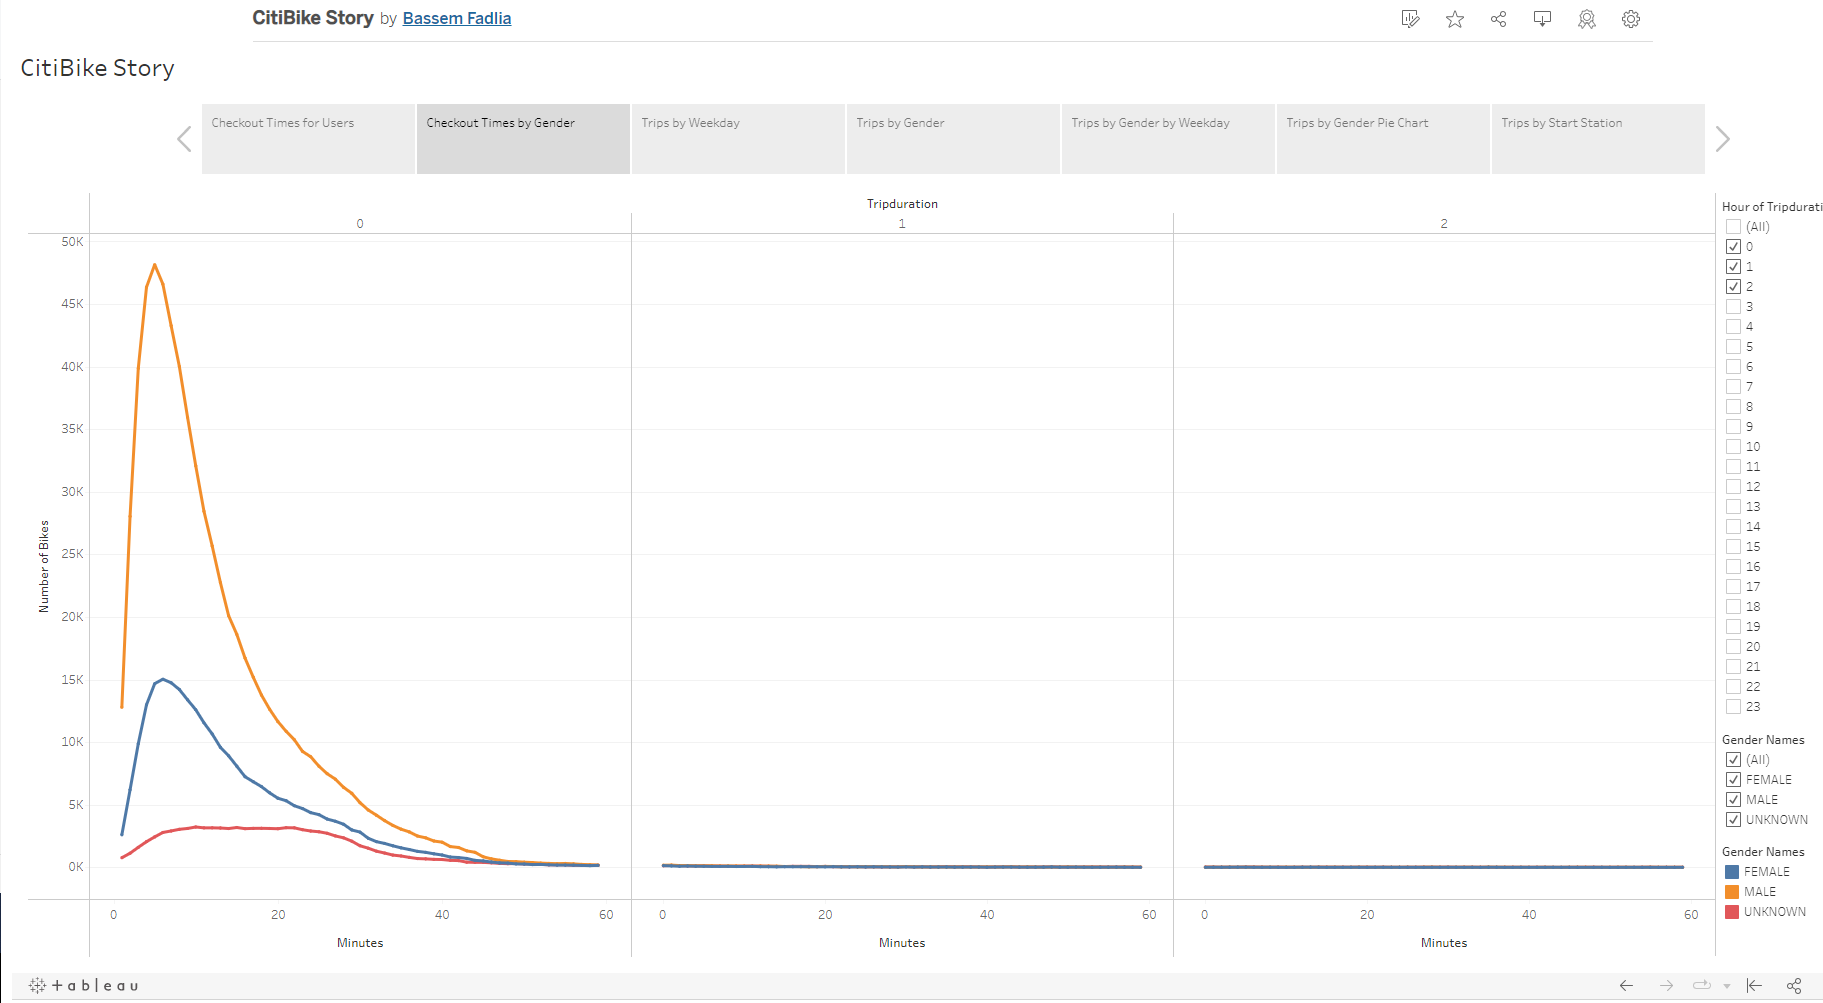 CitiBike Story by Bassem Fadlia
CitiBike Story
Checkout Times for Users
Checkout Times by Gender
Trips by Weekday
Trips by Gender
Trips by Gender by Weekday
Trips by Gender Pie Chart
Trips by Start Station
Tripduration
0 1 2
50K
45K
40K
35K
30K
25K
20K
15K
10K
5K
0K
Number of Bikes
0 20 40 60 0 20 40 60 0 20 40 60
Minutes Minutes Minutes
Hour of Tripdurati
(All)
0
1
2
3
4
5
6
7
8
9
10
11
12
13
14
15
16
17
18
19
20
21
22
23
Gender Names
(All)
FEMALE
MALE
UNKNOWN
Gender Names
FEMALE
MALE
UNKNOWN
+ableau